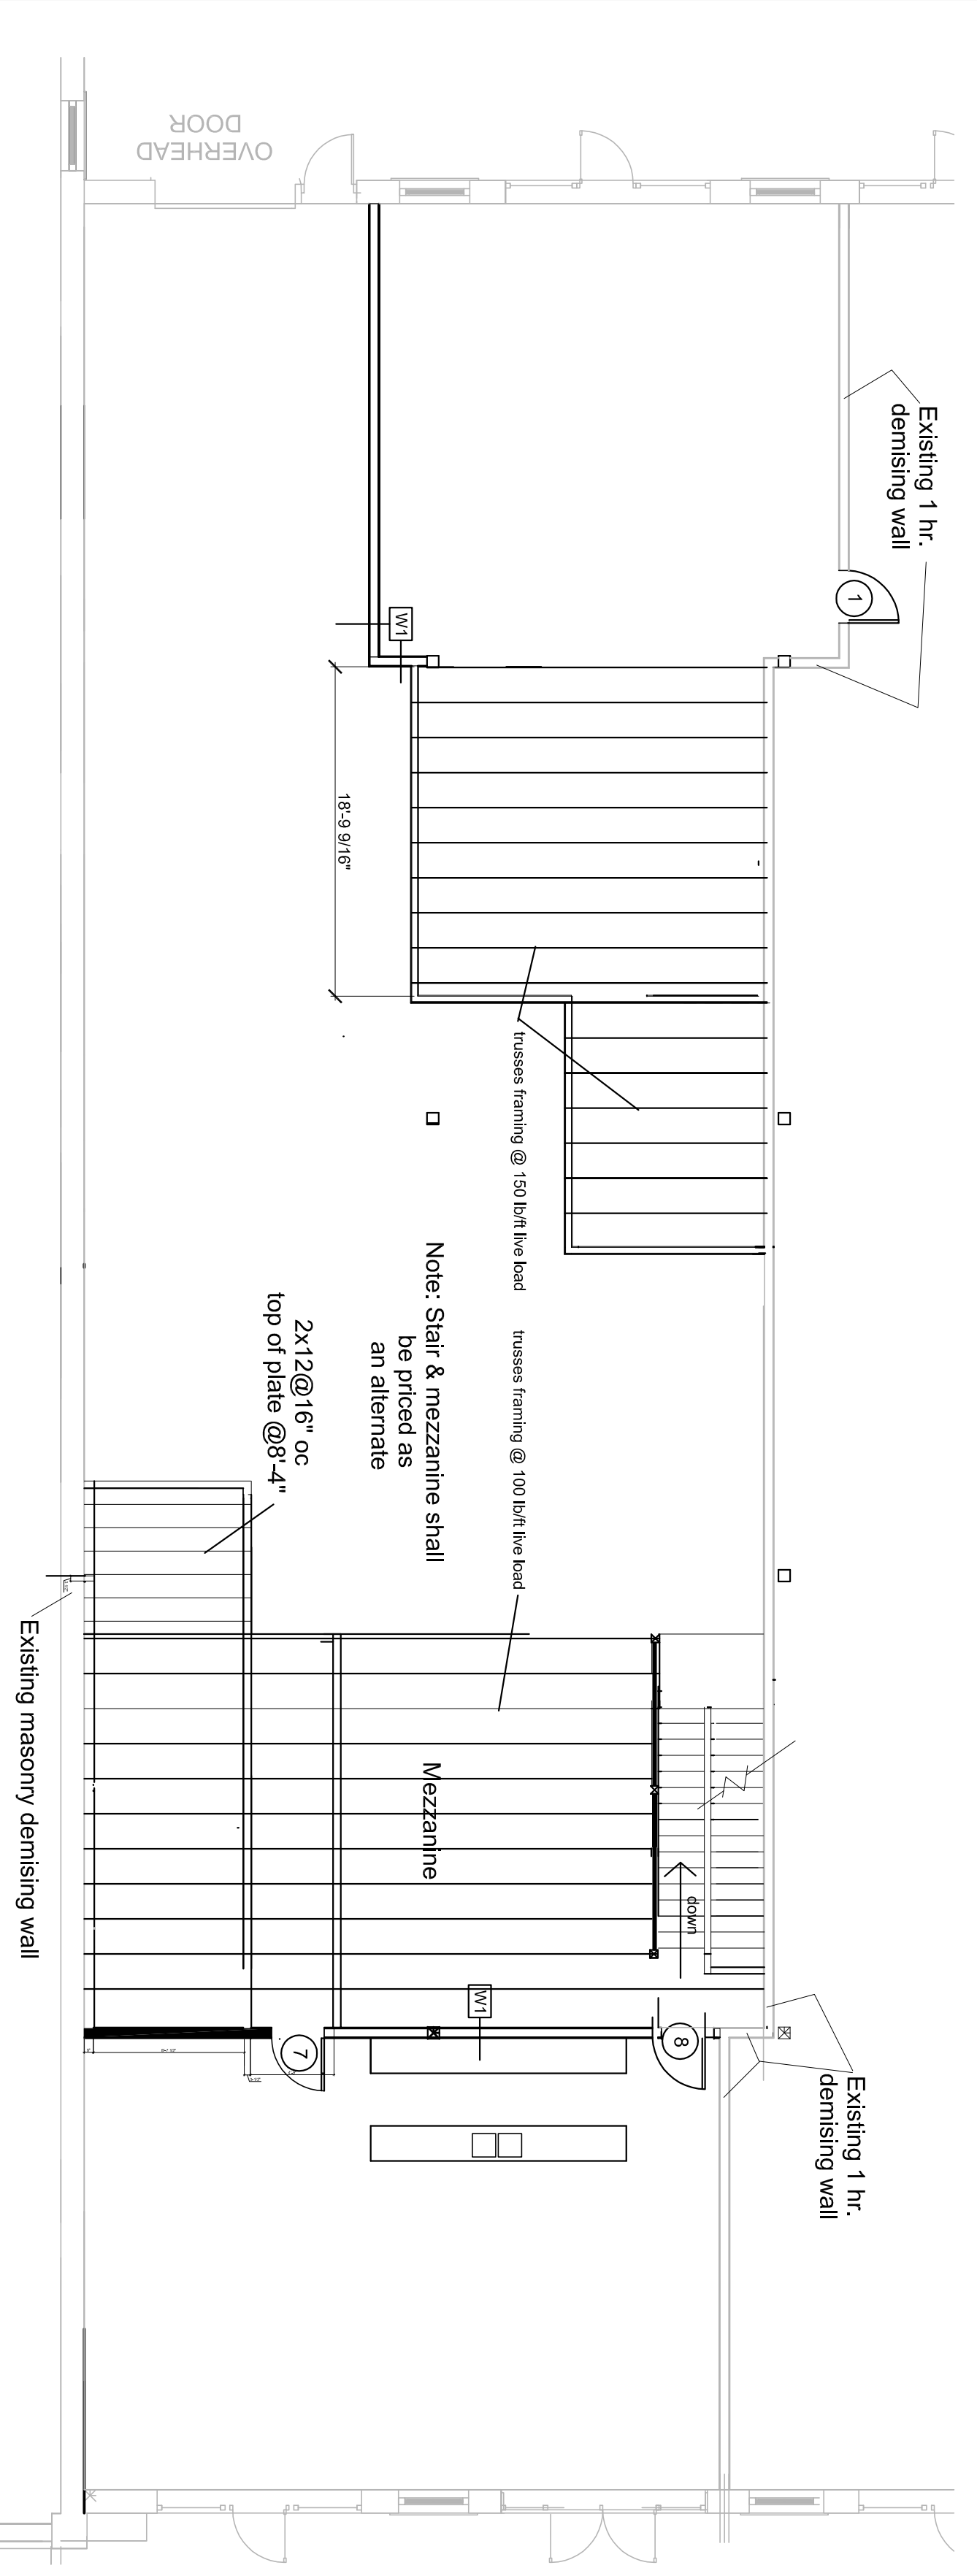 OVERHEAD
DOOR
Existing 1 hr.
demising wall
1
W1
18'-9 9/16"
trusses framing @ 150 lb/ft live load
Note: Stair & mezzanine shall
be priced as
an alternate
trusses framing @ 100 lb/ft live load
2x12@16" oc
top of plate @8'-4"
Existing masonry demising wall
Mezzanine
down
W1
7
8
Existing 1 hr.
demising wall